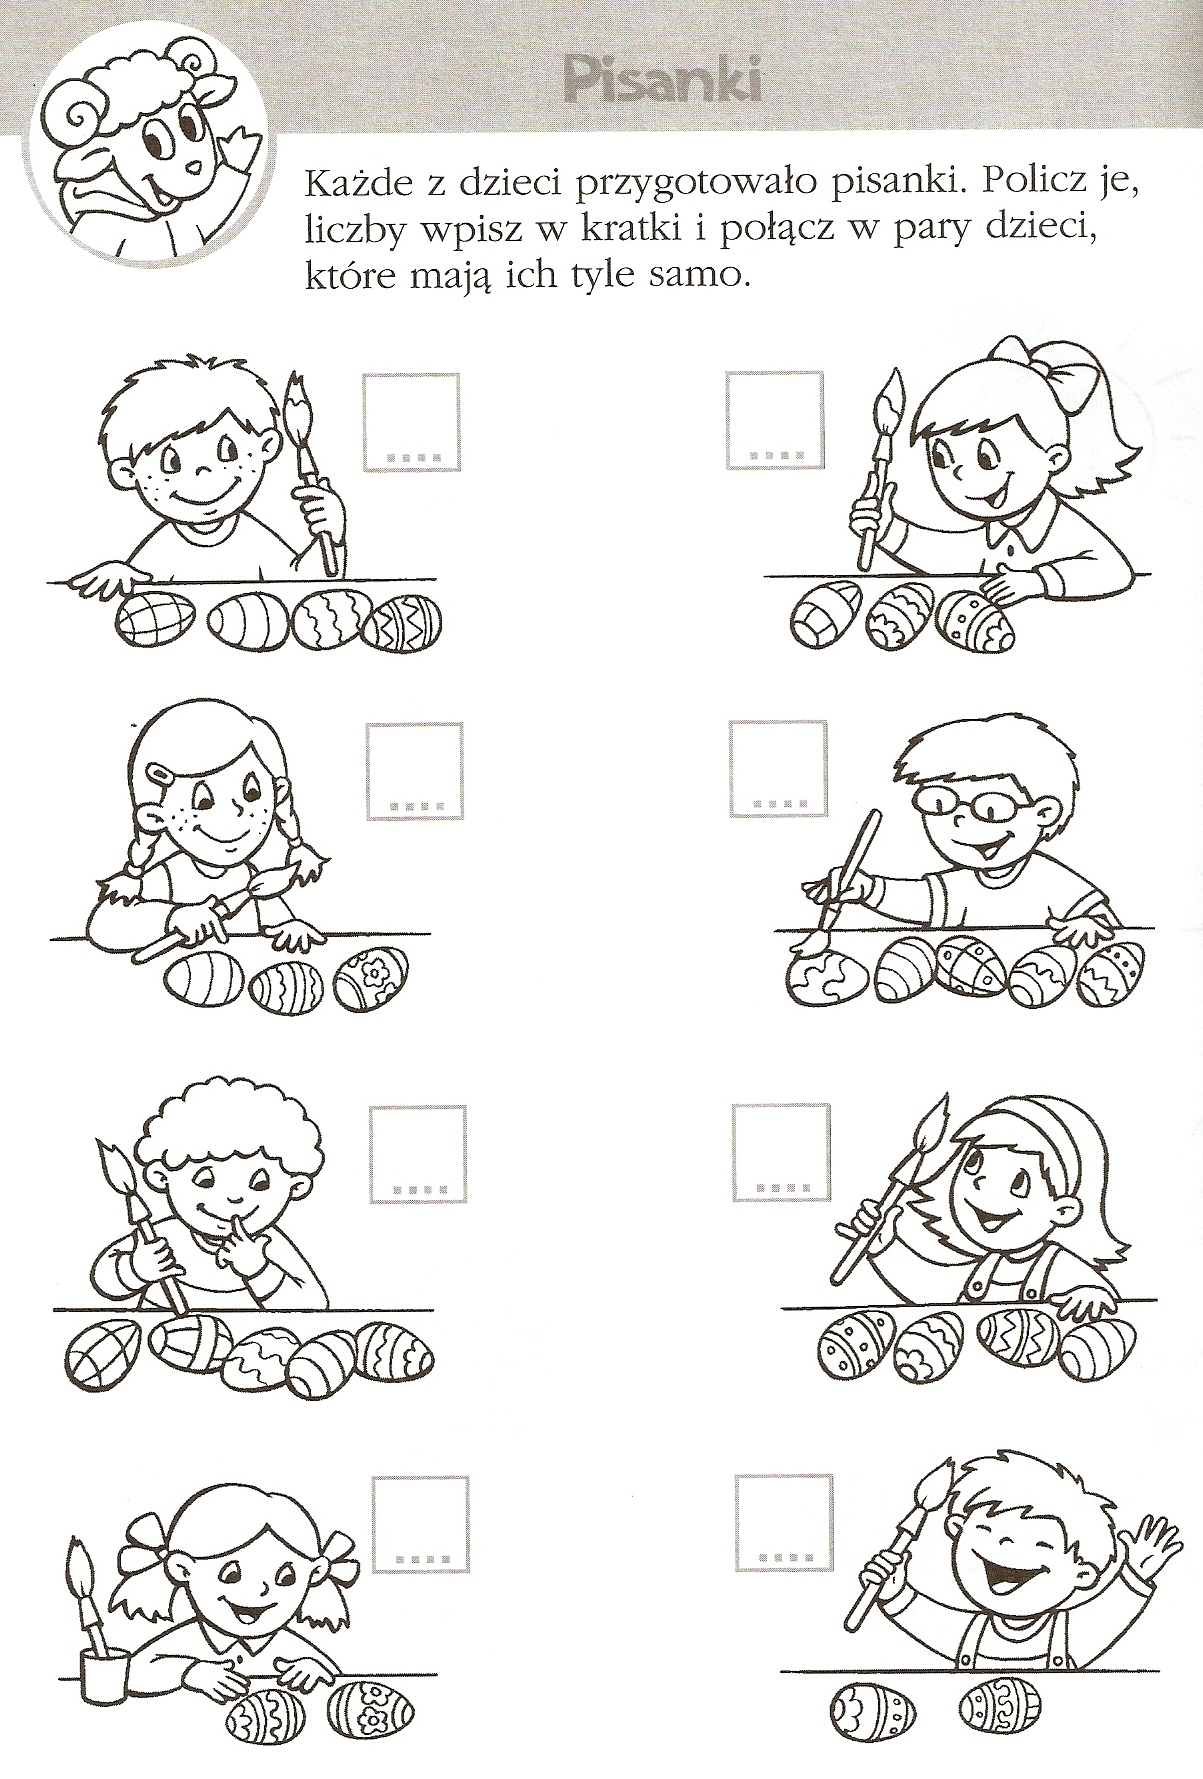 Pisanki
Każde z dzieci przygotowało pisanki. Policz je,
liczby wpisz w kratki i połącz w pary dzieci,
które mają ich tyle samo.